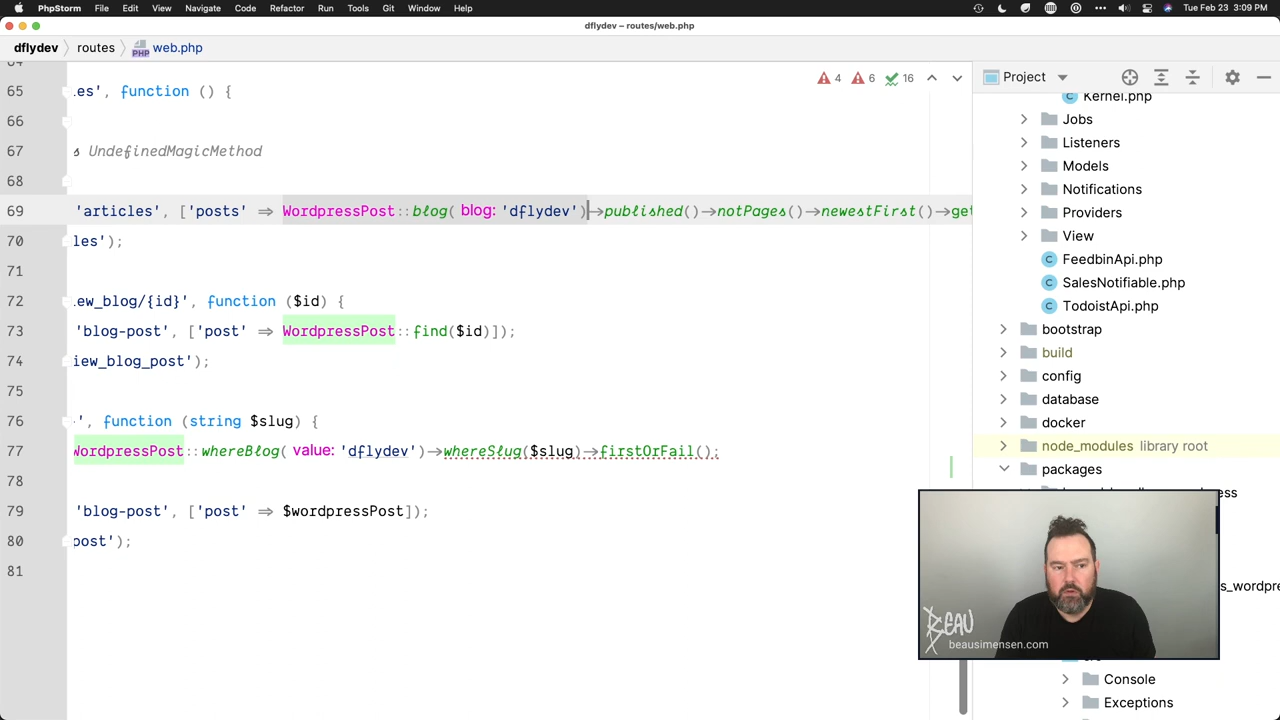 PhpStorm File Edit View Navigate Code Refactor Run Tools Git Window Help Tue Feb 23 3:09 PM
dflydev – routes/web.php
dflydev routes web.php
4 6 16 Project
Kernel.php
65 les', function () { Jobs
66 Listeners
67 s UndefinedMagicMethod Models
68 Notifications
69 'articles', ['posts' => WordpressPost::blog( blog: 'dflydev')->published()->notPages()->newestFirst()->get Providers
70 les'); View
71 FeedbinApi.php
SalesNotifiable.php
72 iew_blog/{id}', function ($id) { TodoistApi.php
73 'blog-post', ['post' => WordpressPost::find($id)]); bootstrap
74 iew_blog_post'); build
config
75 database
76 ', function (string $slug) { docker
77 WordpressPost::whereBlog( value: 'dflydev')->whereSlug($slug)->firstOrFail(); node_modules library root
78 packages
79 'blog-post', ['post' => $wordpressPost]);
80 post');
81
s_wordpre
BEAU
beausimensen.com
Console
Exceptions